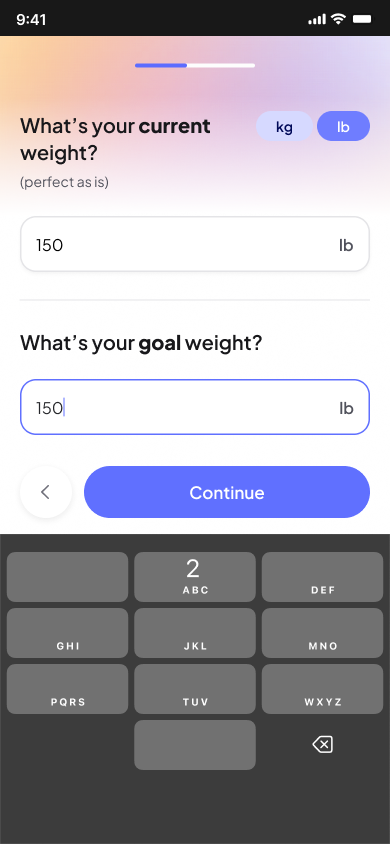 9:41
What's your current
weight?
kg
lb
(perfect as is)
150
lb
What's your goal weight?
150
lb
Continue
2
ABC
DEF
GHI
JKL
MNO
PQRS
TUV
WXYZ